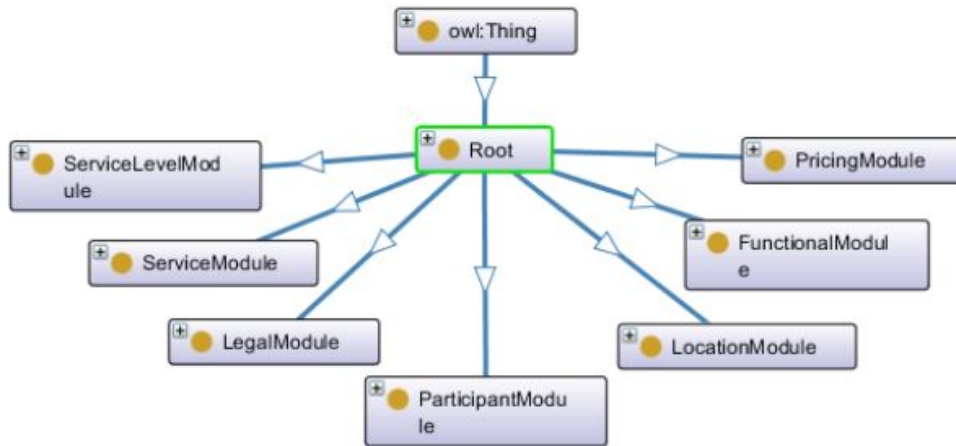 owl:Thing
Root
ServiceLevelMod
ule
PricingModule
ServiceModule
FunctionalModul
e
LegalModule
LocationModule
ParticipantModu
le